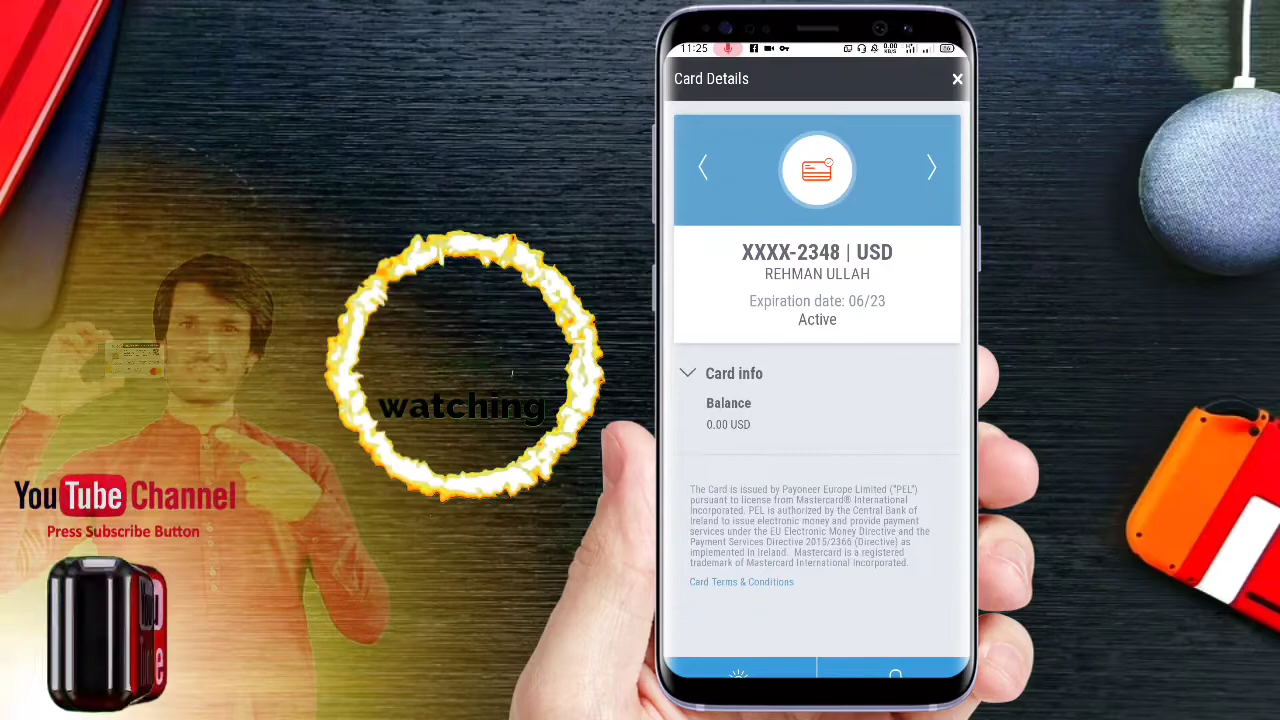 11:25
0.00
KB/S
Card Details
XXXX-2348 | USD
REHMAN ULLAH
Expiration date: 06/23
Active
Card info
Balance
0.00 USD
The Card is issued by Payoneer Europe Limited ("PEL")
pursuant to license from Mastercard® International
Incorporated. PEL is authorized by the Central Bank of
Ireland to issue electronic money and provide payment
services under the EU Electronic Money Directive and the
Payment Services Directive 2015/2366 (Directive) as
implemented in Ireland. Mastercard is a registered
trademark of Mastercard International Incorporated.
Card Terms & Conditions
watching
YouTube Channel
Press Subscribe Button